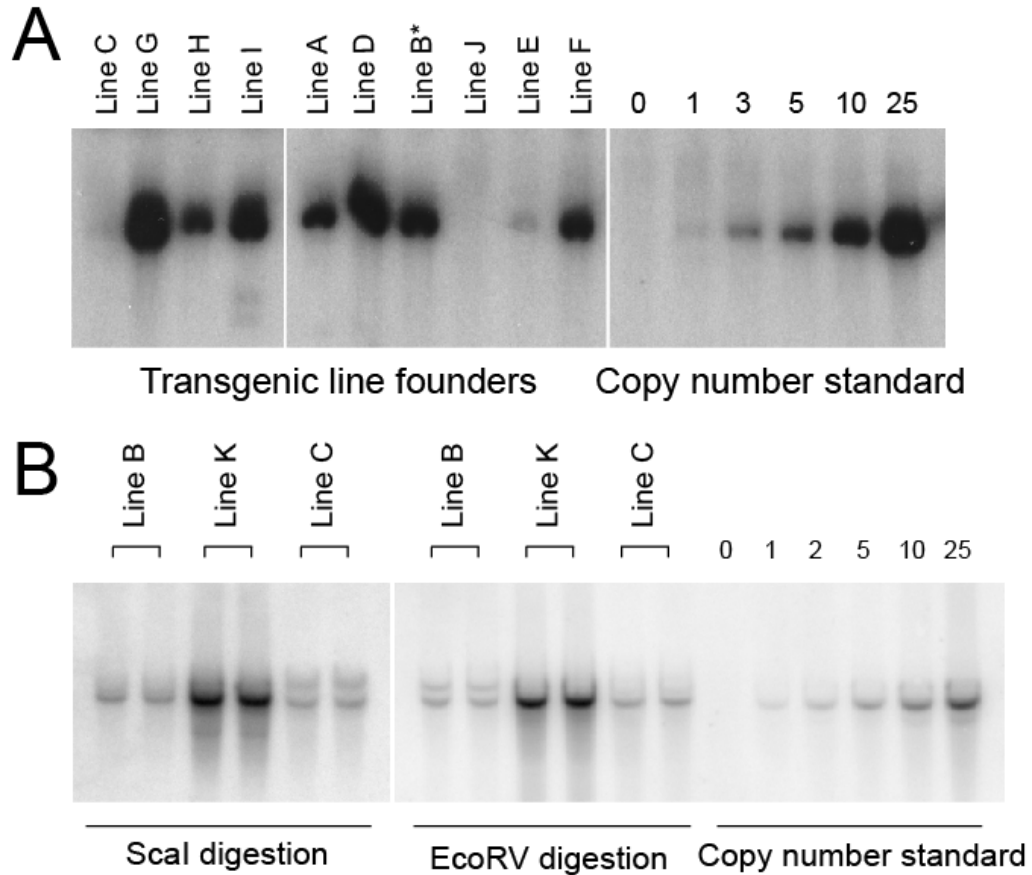 A
Line C
Line G
Line H
Line I
Line A
Line D
Line B*
Line J
Line E
Line F
0 1 3 5 10 25
Transgenic line founders
Copy number standard
B
Line B
Line K
Line C
Line B
Line K
Line C
0 1 2 5 10 25
ScaI digestion
EcoRV digestion
Copy number standard